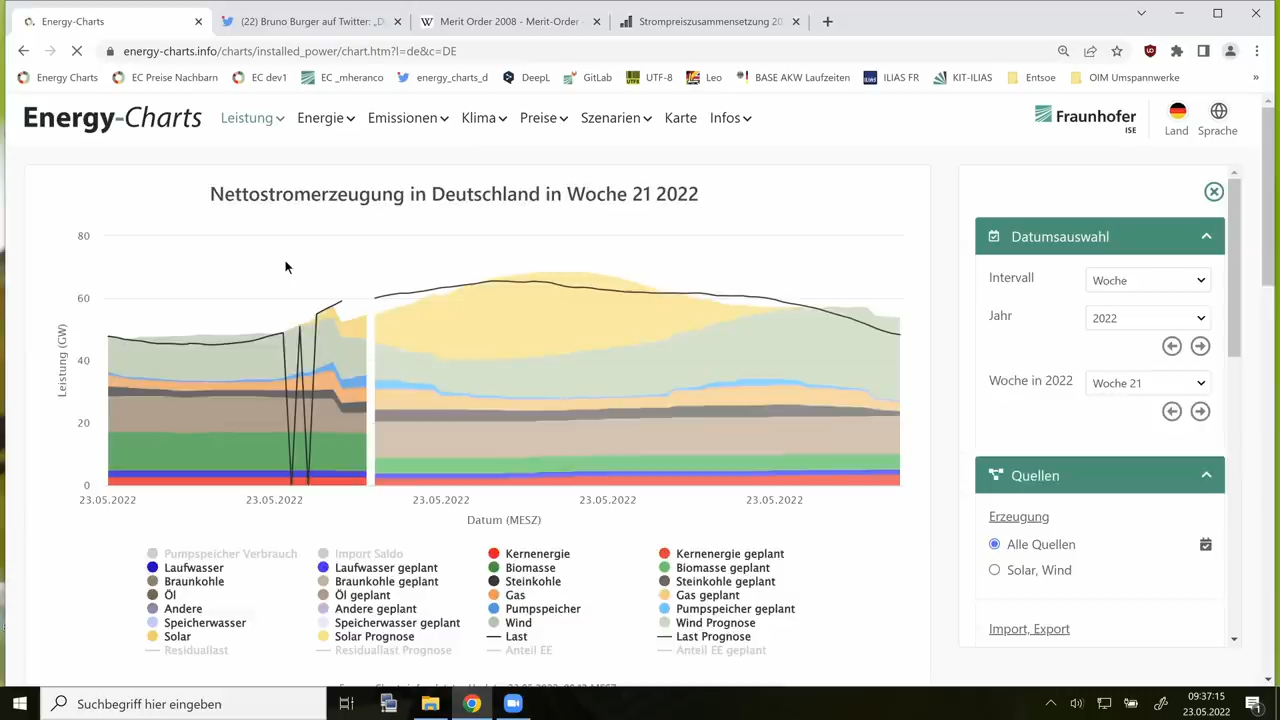 Energy-Charts
(22) Bruno Burger auf Twitter: „D
Merit Order 2008 - Merit-Order -
Strompreiszusammensetzung 20
energy-charts.info/charts/installed_power/chart.htm?l=de&c=DE
Energy Charts
EC Preise Nachbarn
EC dev1
EC _mheranco
energy_charts_d
DeepL
GitLab
UTF-8
Leo
BASE AKW Laufzeiten
ILIAS FR
KIT-ILIAS
Entsoe
OIM Umspannwerke
»
Energy-Charts
Leistung
Energie
Emissionen
Klima
Preise
Szenarien
Karte
Infos
Fraunhofer
ISE
Land
Sprache
Nettostromerzeugung in Deutschland in Woche 21 2022
80
60
40
20
0
Leistung (GW)
23.05.2022
23.05.2022
23.05.2022
23.05.2022
23.05.2022
Datum (MESZ)
Pumpspeicher Verbrauch
Import Saldo
Kernenergie
Kernenergie geplant
Laufwasser
Laufwasser geplant
Biomasse
Biomasse geplant
Braunkohle
Braunkohle geplant
Steinkohle
Steinkohle geplant
Öl
Öl geplant
Gas
Gas geplant
Andere
Andere geplant
Pumpspeicher
Pumpspeicher geplant
Speicherwasser
Speicherwasser geplant
Wind
Wind Prognose
Solar
Solar Prognose
Last
Last Prognose
Residuallast
Residuallast Prognose
Anteil EE
Anteil EE geplant
Datumsauswahl
Intervall
Woche
Jahr
2022
Woche in 2022
Woche 21
Quellen
Erzeugung
Alle Quellen
Solar, Wind
Import, Export
Suchbegriff hier eingeben
09:37:15
23.05.2022
1